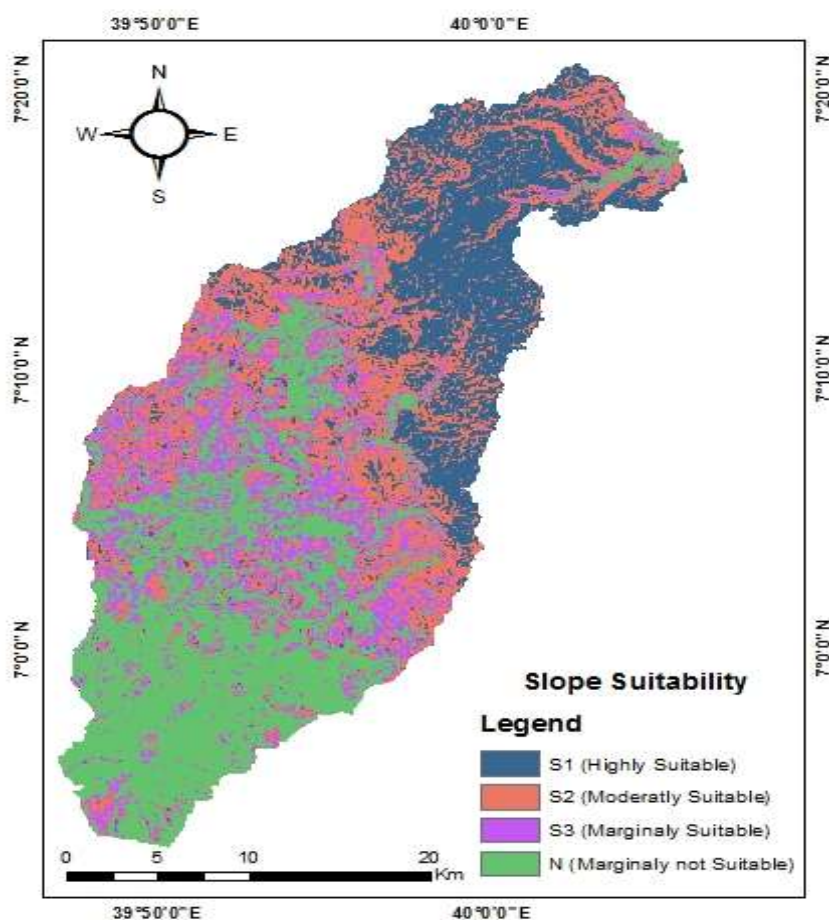 39°50'0"E 40°0'0"E
7°20'0"N 7°20'0"N
N
W E
S
7°10'0"N 7°10'0"N
7°0'0"N 7°0'0"N
Slope Suitability
Legend
S1 (Highly Suitable)
S2 (Moderatly Suitable)
S3 (Marginaly Suitable)
N (Marginaly not Suitable)
0 5 10 20
Km
39°50'0"E 40°0'0"E